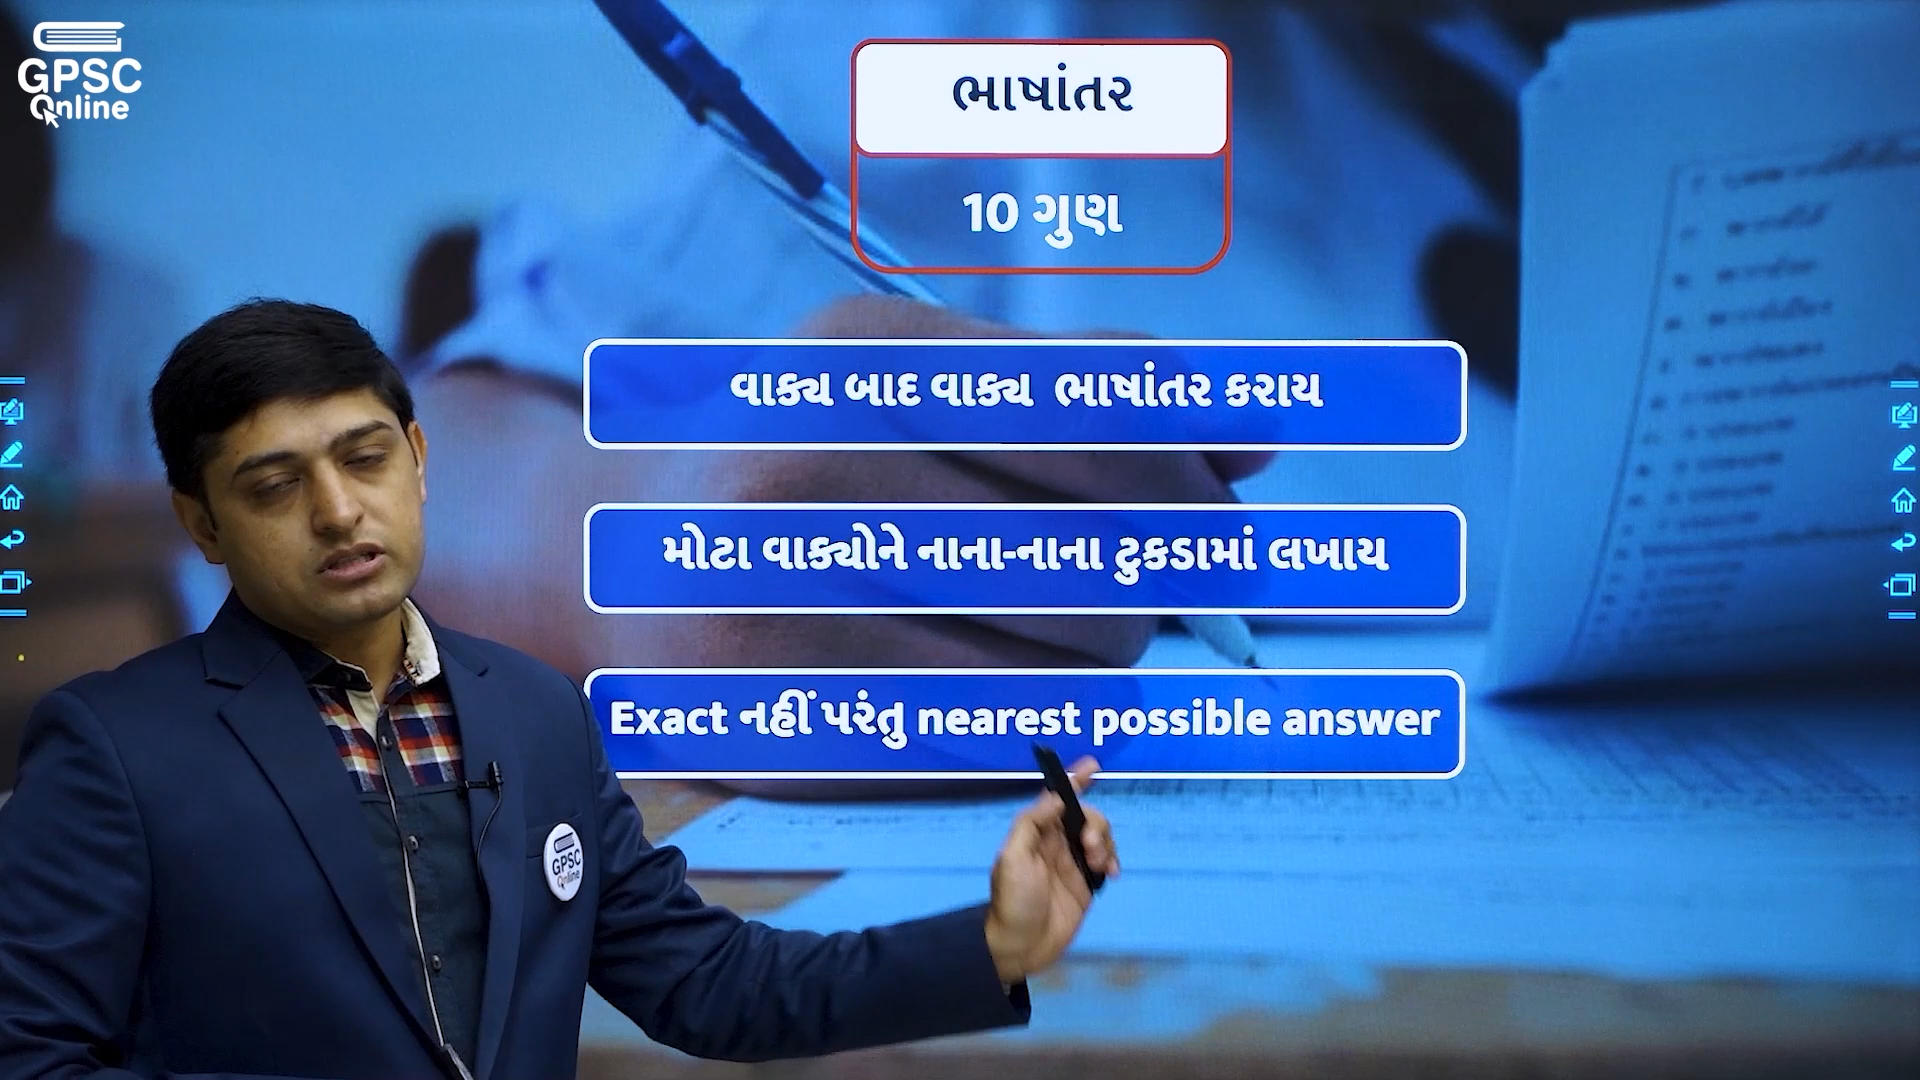 GPSC
Online
ભાષાંતર
10 ગુણ
વાક્ય બાદ વાક્ય ભાષાંતર કરાય
મોટા વાક્યોને નાના-નાના ટુકડામાં લખાય
Exact નહીં પરંતુ nearest possible answer
GPSC
Online